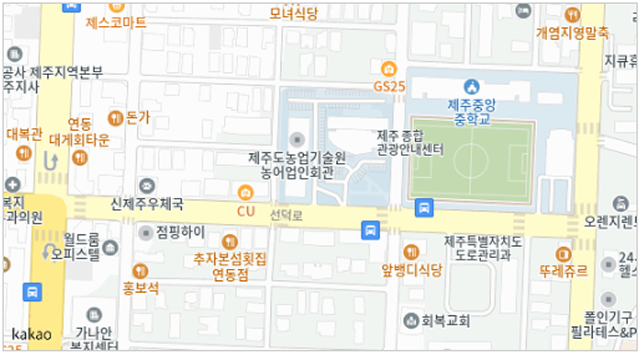 제스코마트
모녀식당
개염지영말축
공사 제주지역본부
주지사
지큐휴
GS25
제주중앙
중학교
연동
대게회타운
돈가
대복관
제주도농업기술원
농어업인회관
제주 종합
관광안내센터
복지
과의원
신제주우체국
CU
선덕로
오렌지렌트
월드룸
오피스텔
점핑하이
추자본섬횟집
연동점
앞뱅디식당
제주특별자치도
도로관리과
뚜레쥬르
24시
헬스
홍보석
kakao
가나안
복지센터
회복교회
폴인기구
필라테스&P